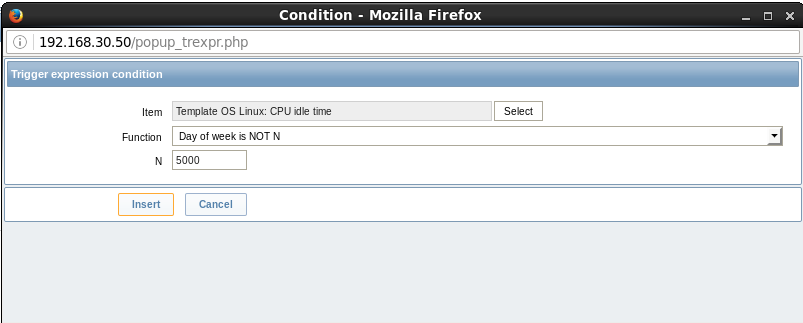 Condition - Mozilla Firefox
192.168.30.50/popup_trexpr.php
Trigger expression condition
Item Template OS Linux: CPU idle time Select
Function Day of week is NOT N
N 5000
Insert Cancel